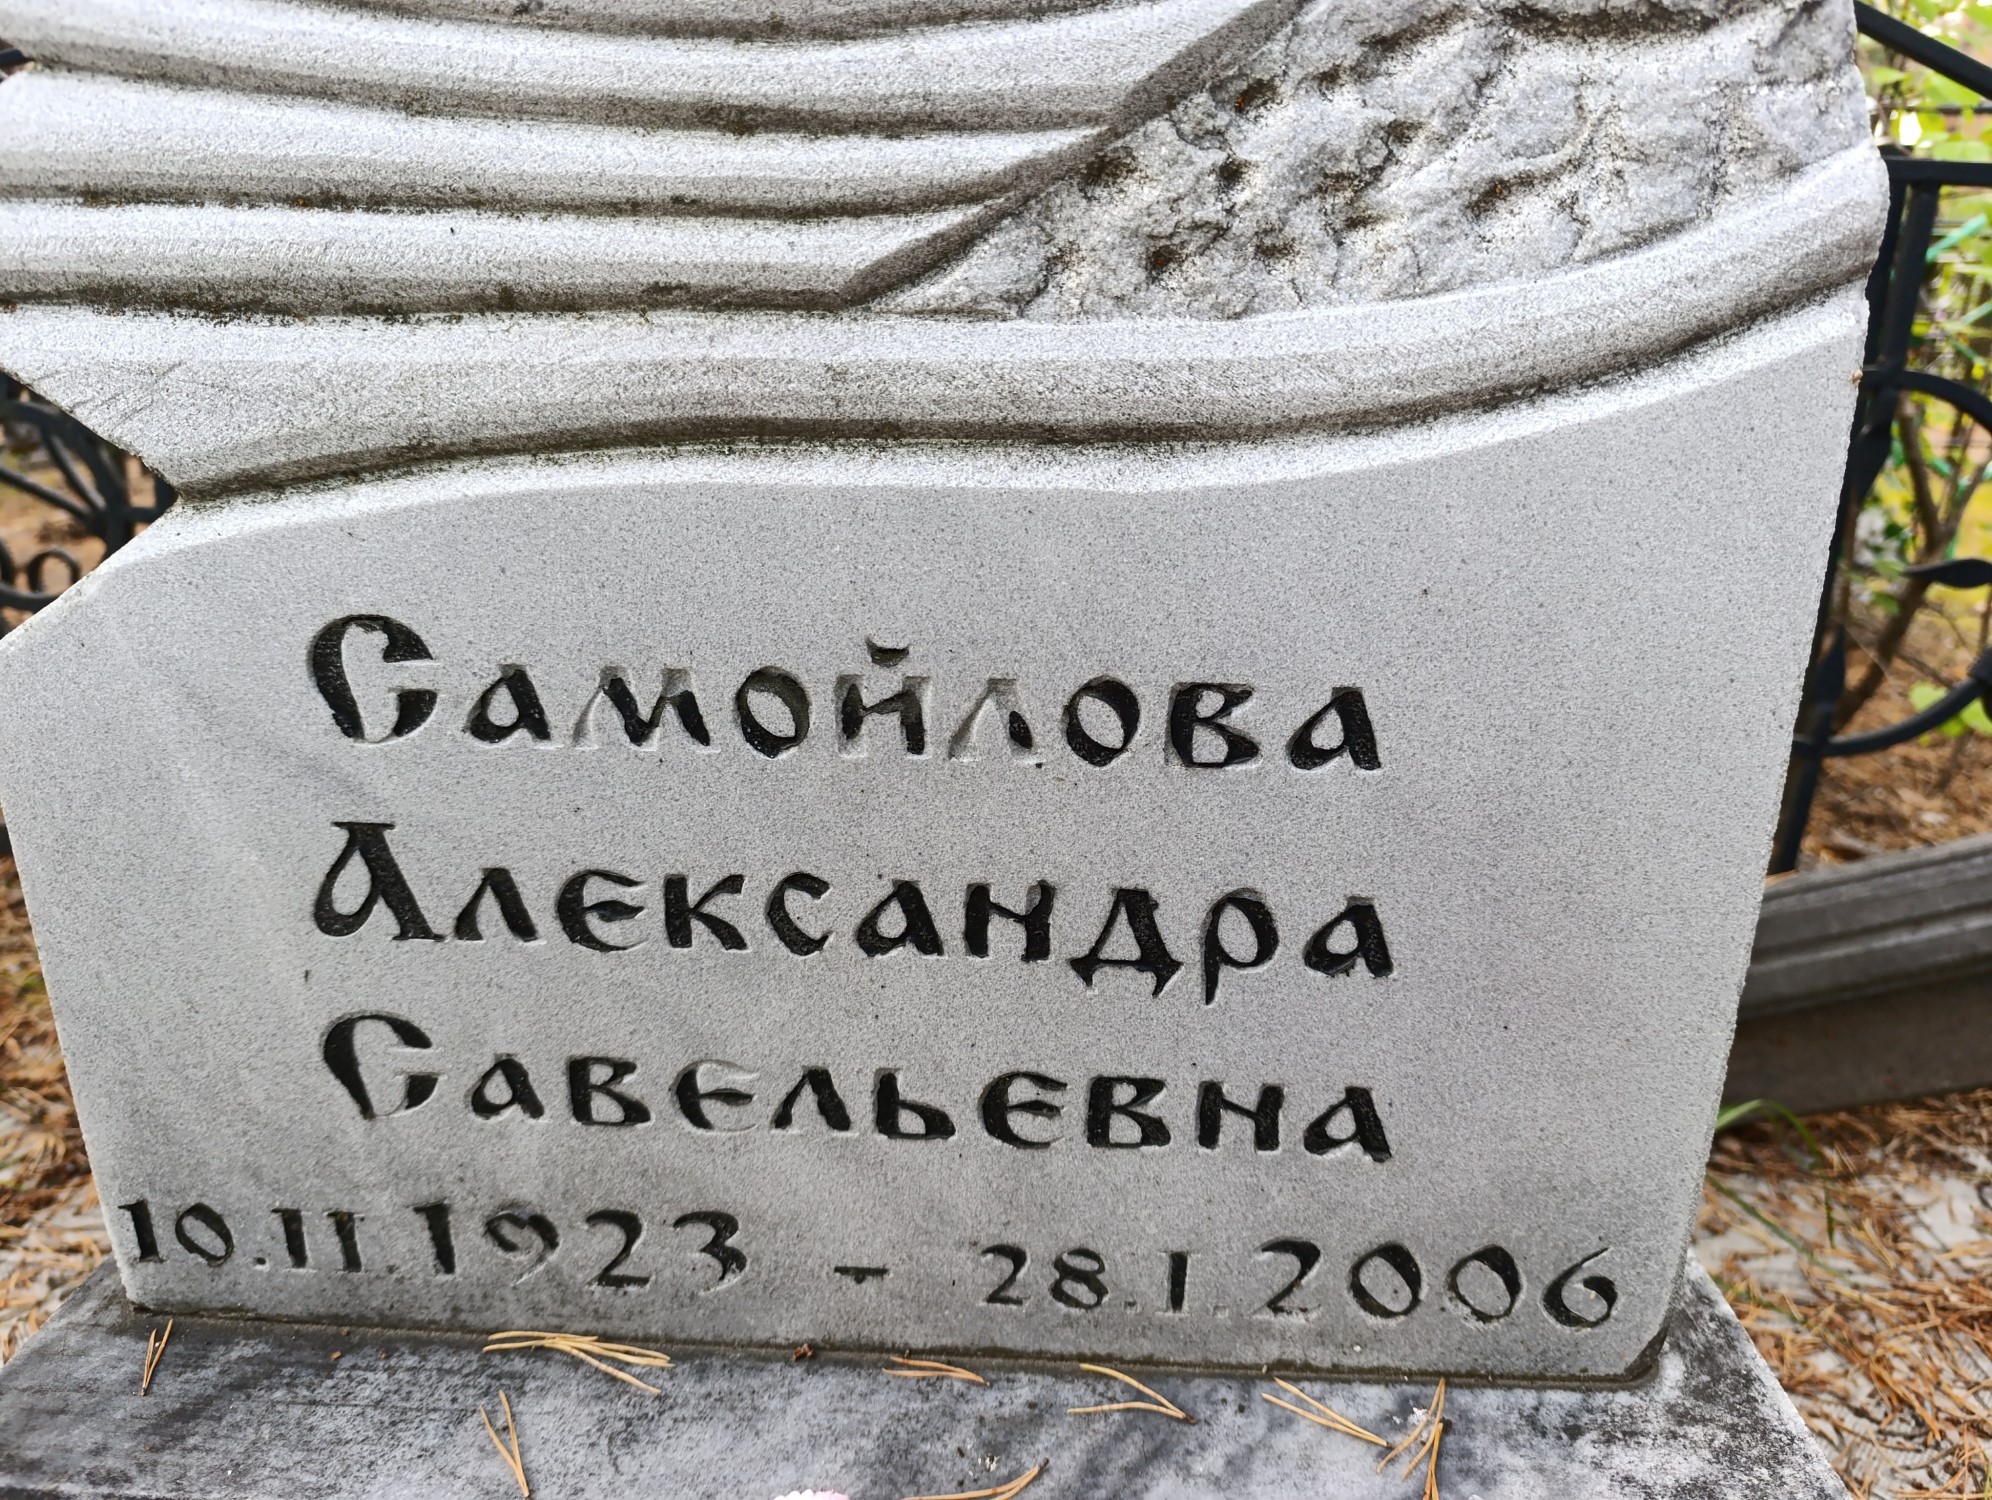 Самойлова
Александра
Савельевна
10.11.1923 - 28.1.2006